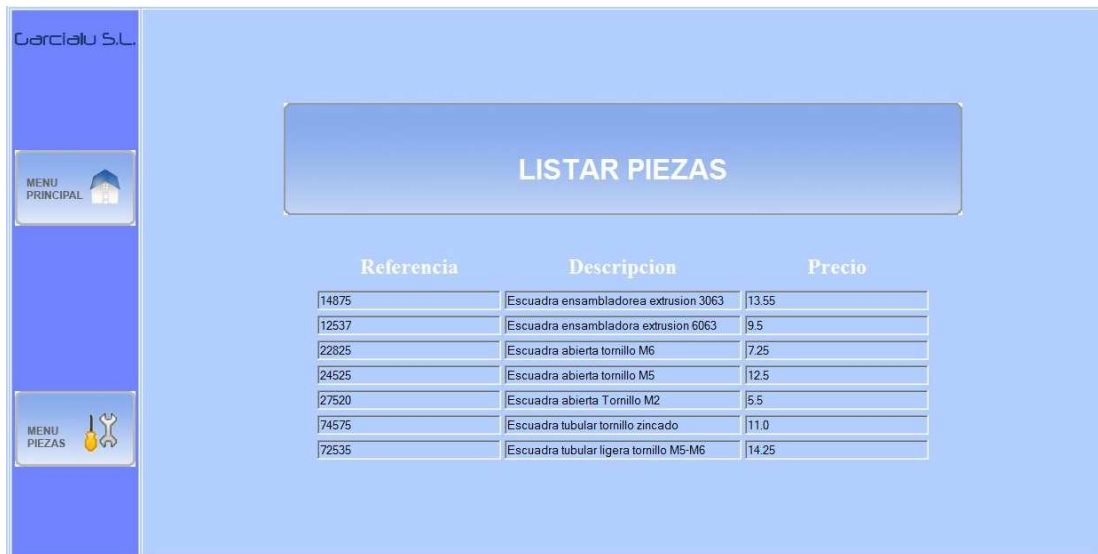 Garcialu S.L.
MENU
PRINCIPAL
MENU
PIEZAS
LISTAR PIEZAS
Referencia Descripcion Precio
14875 Escuadra ensambladorea extrusion 3063 13.55
12537 Escuadra ensambladora extrusion 6063 9.5
22825 Escuadra abierta tornillo M6 7.25
24525 Escuadra abierta tornillo M5 12.5
27520 Escuadra abierta Tornillo M2 5.5
74575 Escuadra tubular tornillo zincado 11.0
72535 Escuadra tubular ligera tornillo M5-M6 14.25